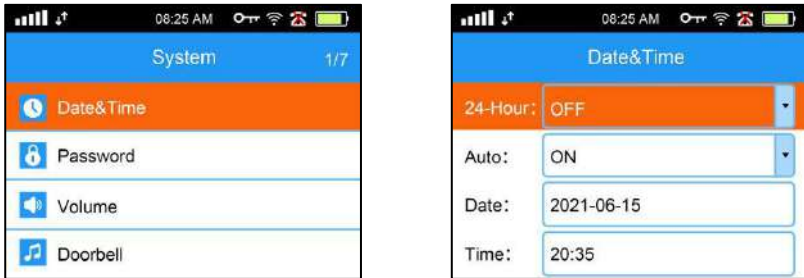 08:25 AM
System 1/7
Date&Time
Password
Volume
Doorbell
08:25 AM
Date&Time
24-Hour: OFF
Auto: ON
Date: 2021-06-15
Time: 20:35